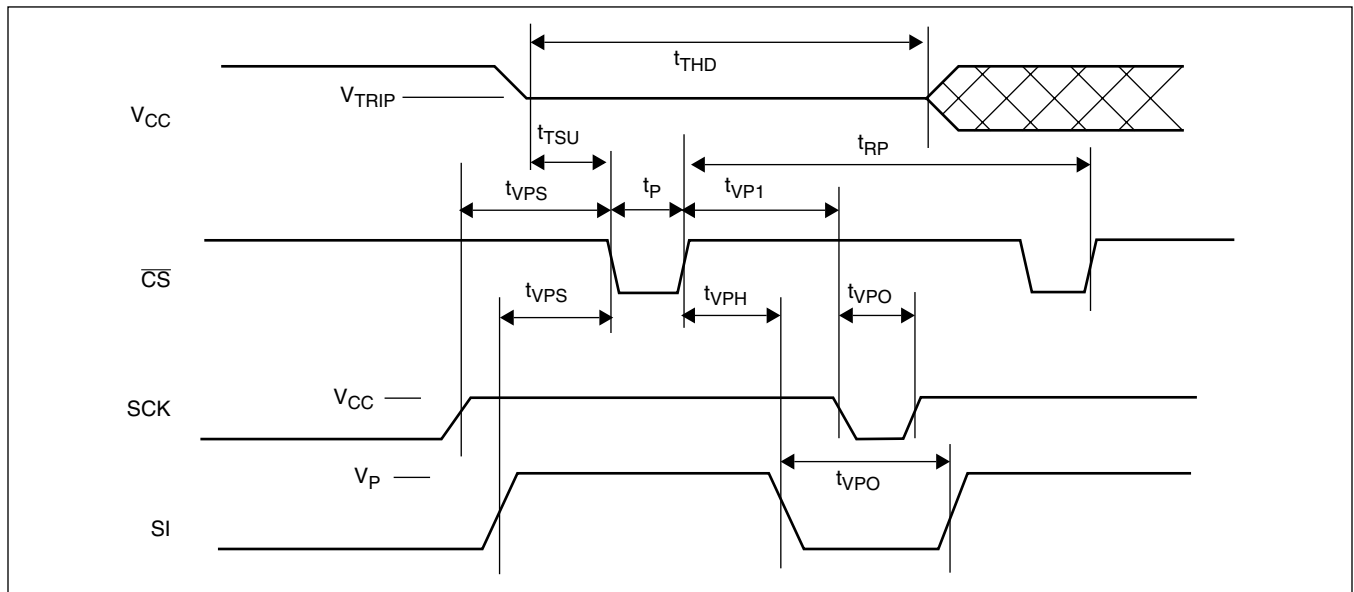 tTHD
VTRIP
VCC
tTSU
tRP
tVPS
tP
tVP1
CS
tVPS
tVPH
tVPO
VCC
SCK
VP
tVPO
SI